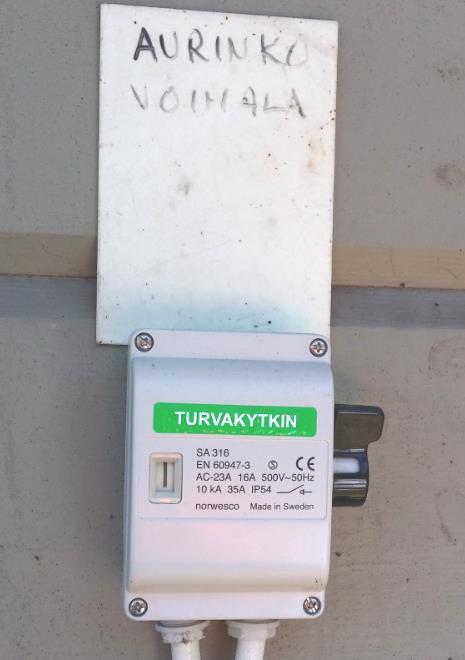 AURINKO
VOIMALA
TURVAKYTKIN
SA 316
EN 60947-3 S CE
AC-23A 16A 500V~50Hz
10 kA 35A IP54
norwesco Made in Sweden